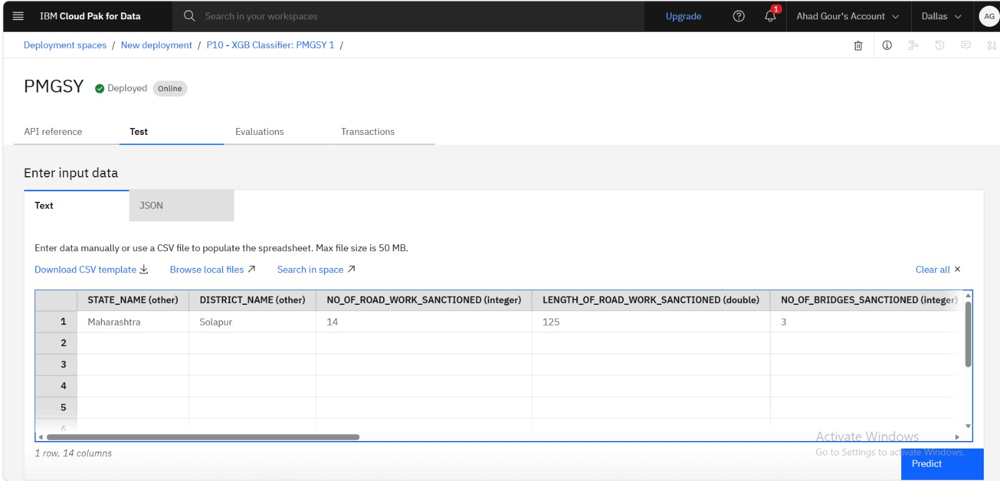 IBM Cloud Pak for Data Search in your workspaces Upgrade 1 Ahad Gour's Account Dallas AG
Deployment spaces / New deployment / P10 - XGB Classifier: PMGSY 1 /
PMGSY Deployed Online
API reference Test Evaluations Transactions
Enter input data
Text JSON
Enter data manually or use a CSV file to populate the spreadsheet. Max file size is 50 MB.
Download CSV template Browse local files Search in space Clear all ×
STATE_NAME (other) DISTRICT_NAME (other) NO_OF_ROAD_WORK_SANCTIONED (integer) LENGTH_OF_ROAD_WORK_SANCTIONED (double) NO_OF_BRIDGES_SANCTIONED (integer)
1 Maharashtra Solapur 14 125 3
2
3
4
5
6
Activate Windows
1 row, 14 columns Go to Settings to activate Windows.
Predict